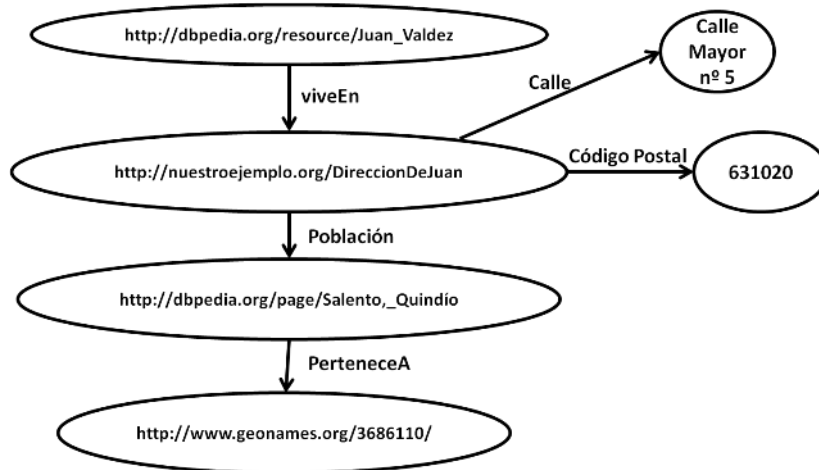 http://dbpedia.org/resource/Juan_Valdez
Calle
Mayor
nº 5
Calle
viveEn
http://nuestroejemplo.org/DireccionDeJuan
Código Postal
631020
Población
http://dbpedia.org/page/Salento,_Quindío
PerteneceA
http://www.geonames.org/3686110/